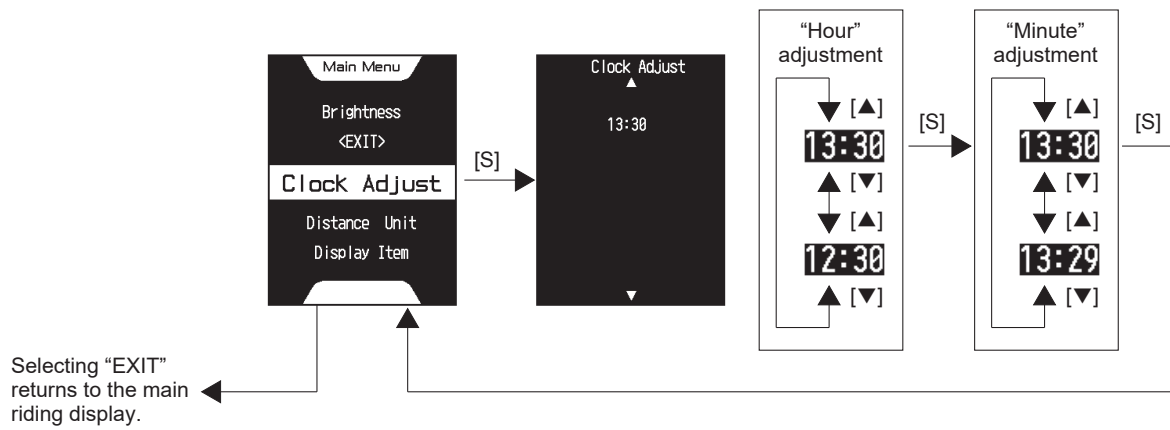 Main Menu
Brightness
<EXIT>
Clock Adjust
Distance Unit
Display Item
[S]
Clock Adjust
▲
13:30
▼
“Hour”
adjustment
[▲]
13:30
[▼]
[▲]
12:30
[▼]
[S]
“Minute”
adjustment
[▲]
13:30
[▼]
[▲]
13:29
[▼]
[S]
Selecting “EXIT”
returns to the main
riding display.